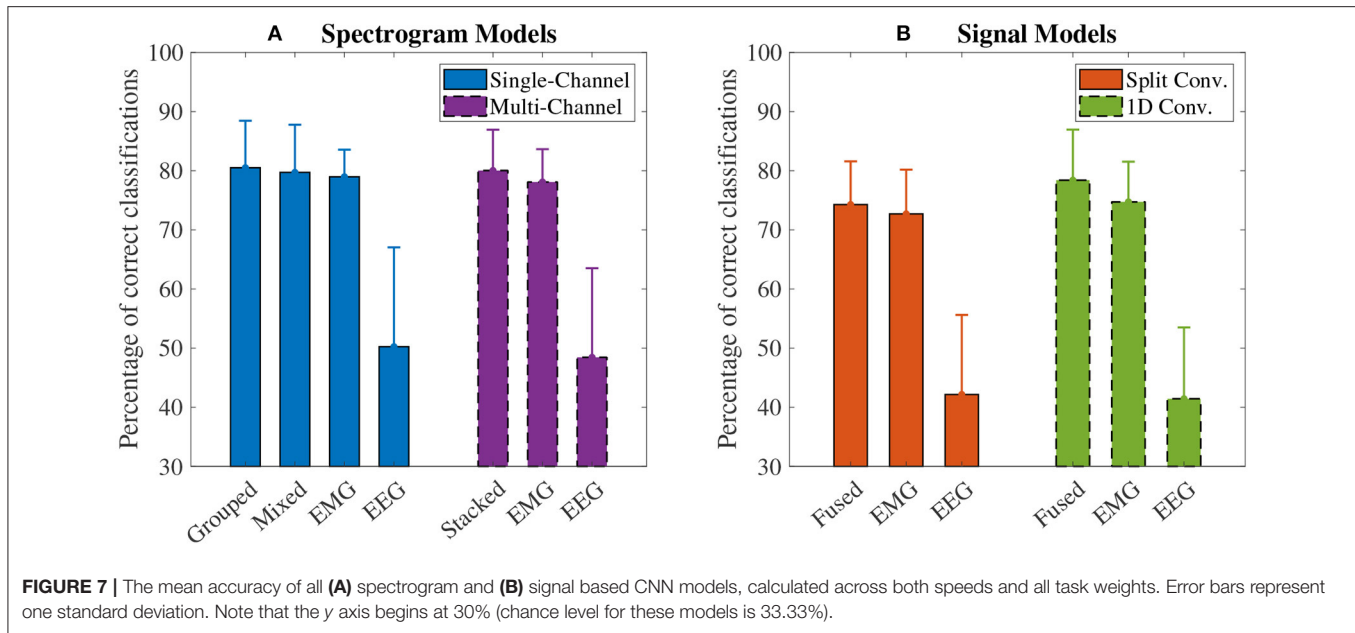 A Spectrogram Models
Percentage of correct classifications
100
90
80
70
60
50
40
30
Single-Channel
Multi-Channel
Grouped
Mixed
EMG
EEG
Stacked
EMG
EEG
B Signal Models
Percentage of correct classifications
100
90
80
70
60
50
40
30
Split Conv.
1D Conv.
Fused
EMG
EEG
Fused
EMG
EEG
FIGURE 7 | The mean accuracy of all (A) spectrogram and (B) signal based CNN models, calculated across both speeds and all task weights. Error bars represent
one standard deviation. Note that the y axis begins at 30% (chance level for these models is 33.33%).